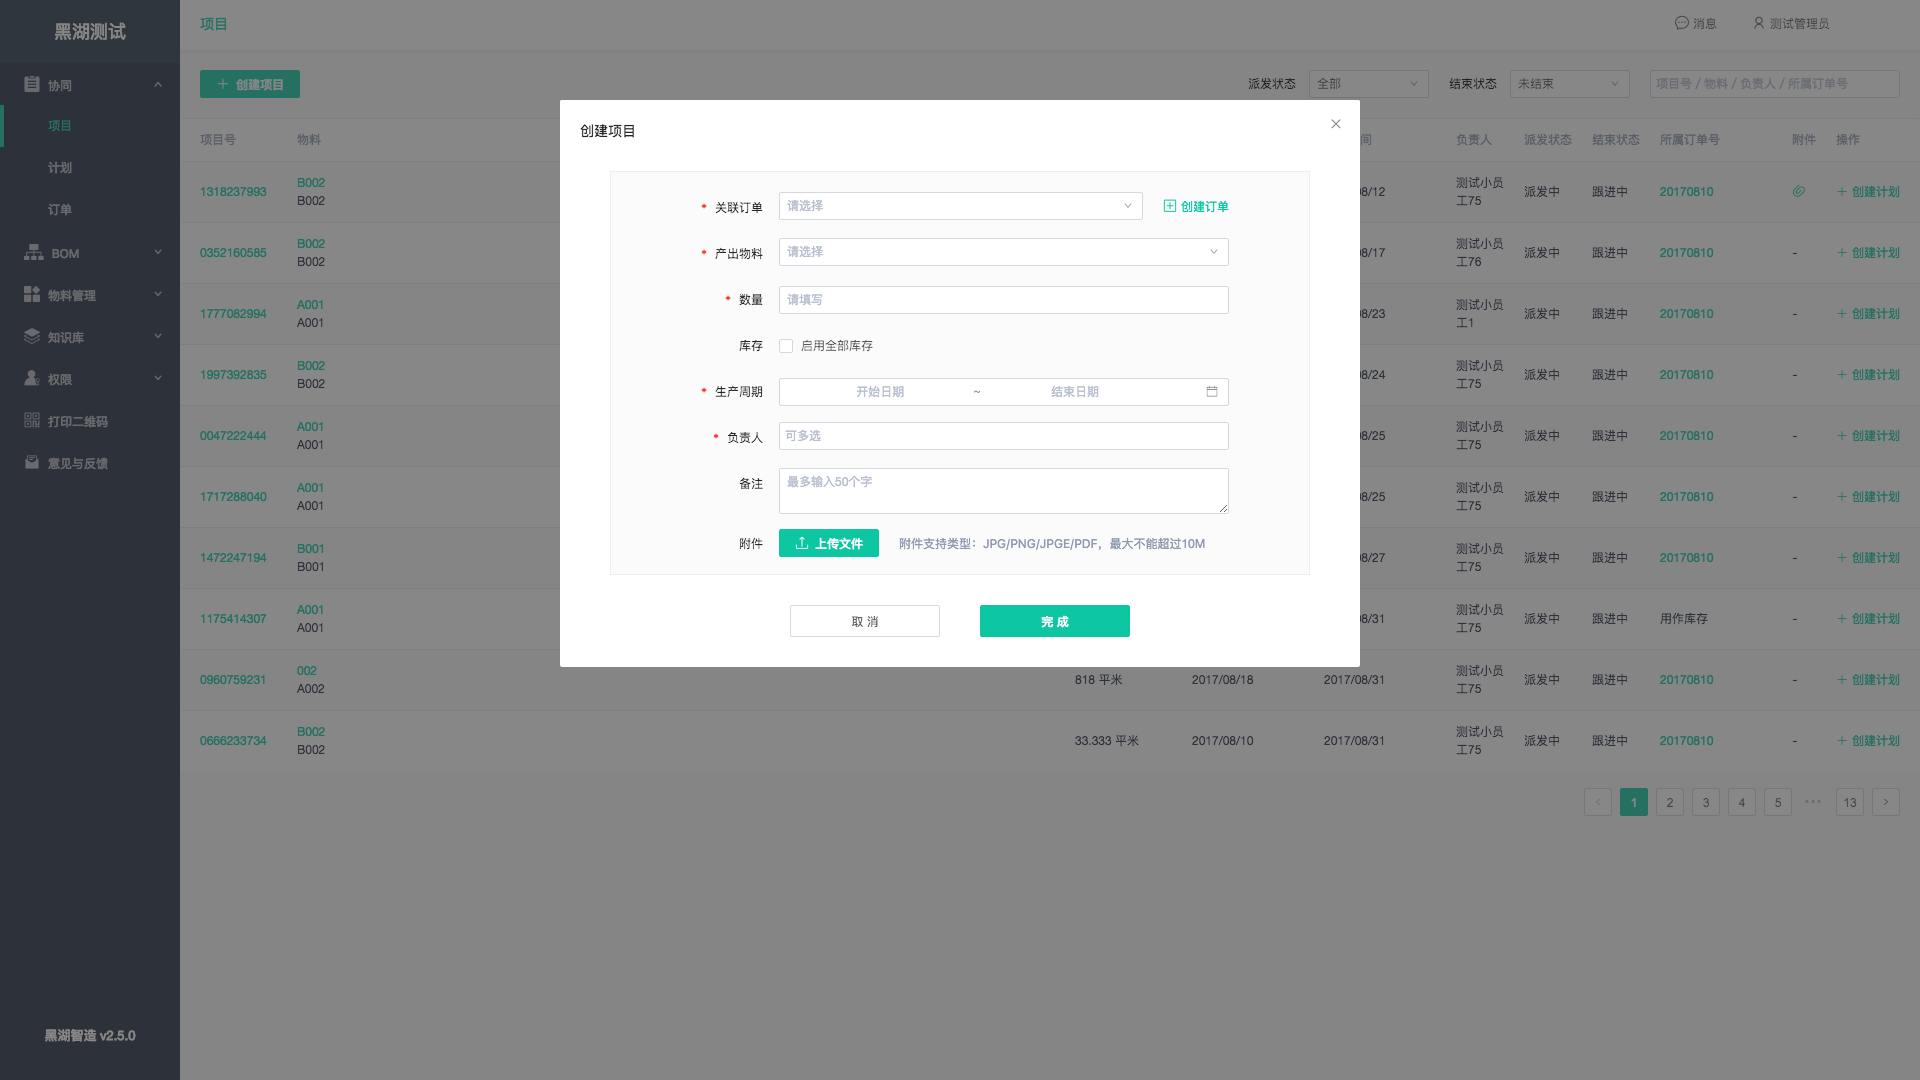 黑湖测试
协同
项目
计划
订单
BOM
物料管理
知识库
权限
打印二维码
意见与反馈
黑湖智造 v2.5.0
项目
消息
测试管理员
创建项目
派发状态 全部 结束状态 未结束 项目号 / 物料 / 负责人 / 所属订单号
项目号 物料 间 负责人 派发状态 结束状态 所属订单号 附件 操作
1318237993 B002 B002 8/12 测试小员工75 派发中 跟进中 20170810 创建计划
0352160585 B002 B002 8/17 测试小员工76 派发中 跟进中 20170810 - 创建计划
1777082994 A001 A001 8/23 测试小员工1 派发中 跟进中 20170810 - 创建计划
1997392835 B002 B002 8/24 测试小员工75 派发中 跟进中 20170810 - 创建计划
0047222444 A001 A001 8/25 测试小员工75 派发中 跟进中 20170810 - 创建计划
1717288040 A001 A001 8/25 测试小员工75 派发中 跟进中 20170810 - 创建计划
1472247194 B001 B001 8/27 测试小员工75 派发中 跟进中 20170810 - 创建计划
1175414307 A001 A001 8/31 测试小员工75 派发中 跟进中 用作库存 - 创建计划
0960759231 002 A002 818 平米 2017/08/18 2017/08/31 测试小员工75 派发中 跟进中 20170810 - 创建计划
0666233734 B002 B002 33.333 平米 2017/08/10 2017/08/31 测试小员工75 派发中 跟进中 20170810 - 创建计划
1 2 3 4 5 ••• 13
创建项目
* 关联订单 请选择 创建订单
* 产出物料 请选择
* 数量 请填写
库存 启用全部库存
* 生产周期 开始日期 ~ 结束日期
* 负责人 可多选
备注 最多输入50个字
附件 上传文件 附件支持类型：JPG/PNG/JPGE/PDF，最大不能超过10M
取 消 完 成